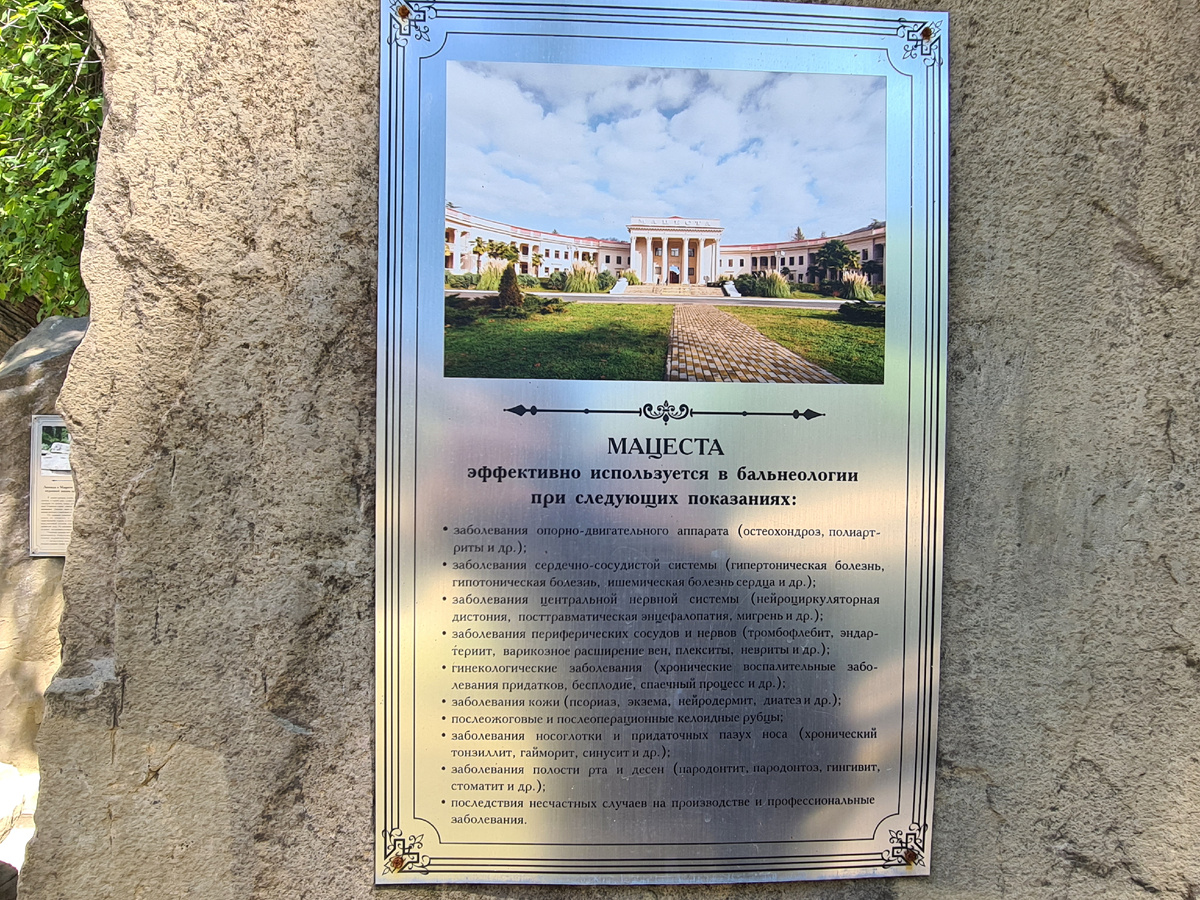 МАЦЕСТА
МАЦЕСТА
эффективно используется в бальнеологии
при следующих показаниях:
• заболевания опорно-двигательного аппарата (остеохондроз, полиарт-
риты и др.);
• заболевания сердечно-сосудистой системы (гипертоническая болезнь,
гипотоническая болезнь, ишемическая болезнь сердца и др.);
• заболевания центральной нервной системы (нейроциркуляторная
дистония, посттравматическая энцефалопатия, мигрень и др.);
• заболевания периферических сосудов и нервов (тромбофлебит, эндар-
териит, варикозное расширение вен, плекситы, невриты и др.);
• гинекологические заболевания (хронические воспалительные забо-
левания придатков, бесплодие, спаечный процесс и др.);
• заболевания кожи (псориаз, экзема, нейродермит, диатез и др.);
• послеожоговые и послеоперационные келоидные рубцы;
• заболевания носоглотки и придаточных пазух носа (хронический
тонзиллит, гайморит, синусит и др.);
• заболевания полости рта и десен (пародонтит, пародонтоз, гингивит,
стоматит и др.);
• последствия несчастных случаев на производстве и профессиональные
заболевания.